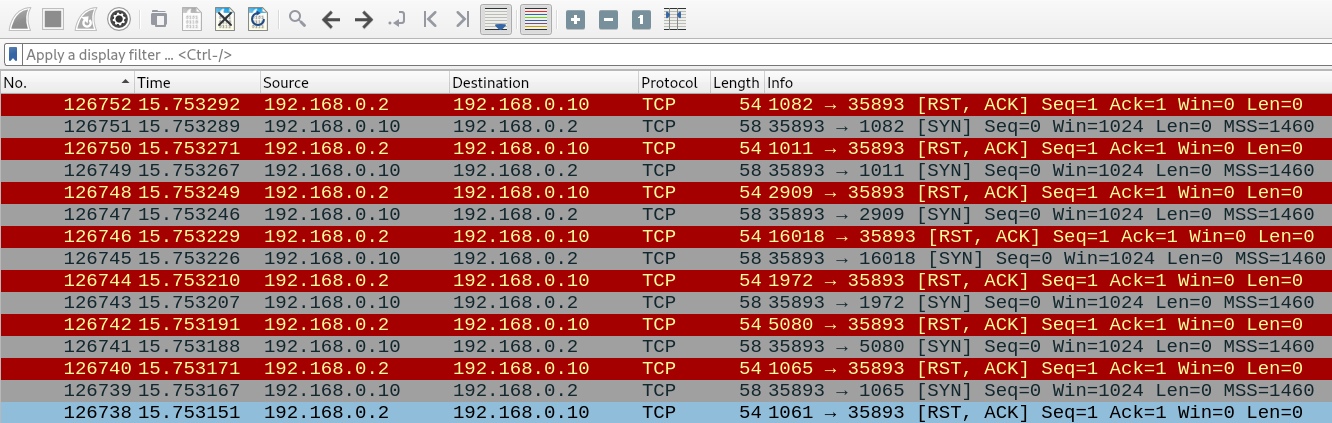 1
Apply a display filter … <Ctrl-/>
No. Time Source Destination Protocol Length Info
126752 15.753292 192.168.0.2 192.168.0.10 TCP 54 1082 → 35893 [RST, ACK] Seq=1 Ack=1 Win=0 Len=0
126751 15.753289 192.168.0.10 192.168.0.2 TCP 58 35893 → 1082 [SYN] Seq=0 Win=1024 Len=0 MSS=1460
126750 15.753271 192.168.0.2 192.168.0.10 TCP 54 1011 → 35893 [RST, ACK] Seq=1 Ack=1 Win=0 Len=0
126749 15.753267 192.168.0.10 192.168.0.2 TCP 58 35893 → 1011 [SYN] Seq=0 Win=1024 Len=0 MSS=1460
126748 15.753249 192.168.0.2 192.168.0.10 TCP 54 2909 → 35893 [RST, ACK] Seq=1 Ack=1 Win=0 Len=0
126747 15.753246 192.168.0.10 192.168.0.2 TCP 58 35893 → 2909 [SYN] Seq=0 Win=1024 Len=0 MSS=1460
126746 15.753229 192.168.0.2 192.168.0.10 TCP 54 16018 → 35893 [RST, ACK] Seq=1 Ack=1 Win=0 Len=0
126745 15.753226 192.168.0.10 192.168.0.2 TCP 58 35893 → 16018 [SYN] Seq=0 Win=1024 Len=0 MSS=1460
126744 15.753210 192.168.0.2 192.168.0.10 TCP 54 1972 → 35893 [RST, ACK] Seq=1 Ack=1 Win=0 Len=0
126743 15.753207 192.168.0.10 192.168.0.2 TCP 58 35893 → 1972 [SYN] Seq=0 Win=1024 Len=0 MSS=1460
126742 15.753191 192.168.0.2 192.168.0.10 TCP 54 5080 → 35893 [RST, ACK] Seq=1 Ack=1 Win=0 Len=0
126741 15.753188 192.168.0.10 192.168.0.2 TCP 58 35893 → 5080 [SYN] Seq=0 Win=1024 Len=0 MSS=1460
126740 15.753171 192.168.0.2 192.168.0.10 TCP 54 1065 → 35893 [RST, ACK] Seq=1 Ack=1 Win=0 Len=0
126739 15.753167 192.168.0.10 192.168.0.2 TCP 58 35893 → 1065 [SYN] Seq=0 Win=1024 Len=0 MSS=1460
126738 15.753151 192.168.0.2 192.168.0.10 TCP 54 1061 → 35893 [RST, ACK] Seq=1 Ack=1 Win=0 Len=0